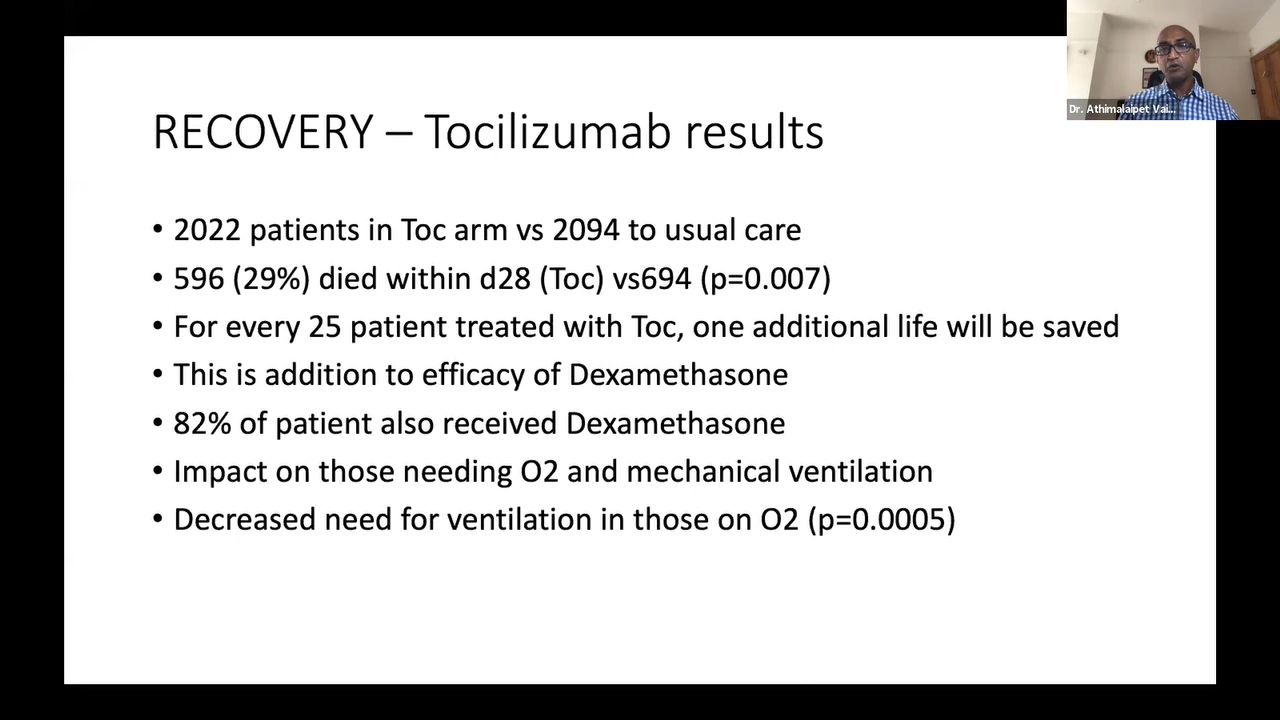 RECOVERY – Tocilizumab results
• 2022 patients in Toc arm vs 2094 to usual care
• 596 (29%) died within d28 (Toc) vs694 (p=0.007)
• For every 25 patient treated with Toc, one additional life will be saved
• This is addition to efficacy of Dexamethasone
• 82% of patient also received Dexamethasone
• Impact on those needing O2 and mechanical ventilation
• Decreased need for ventilation in those on O2 (p=0.0005)
Dr. Athimalaipet Vai...